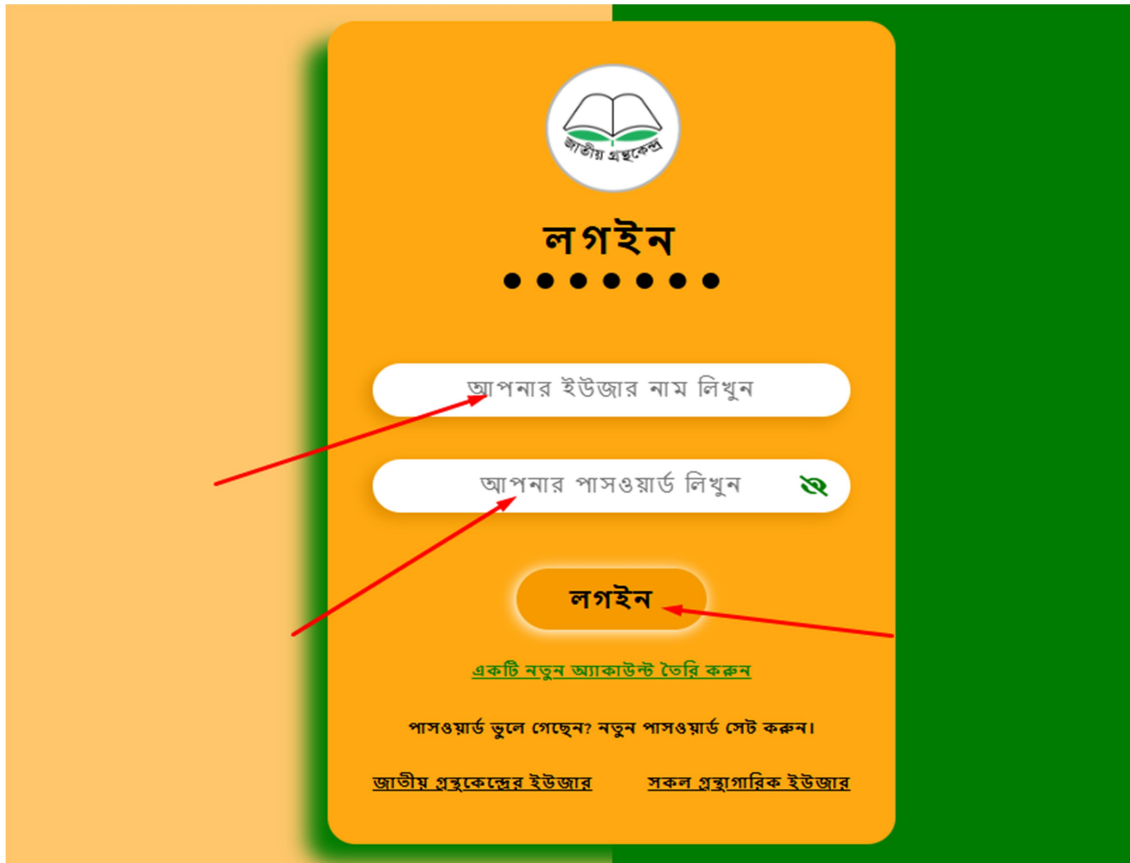 জাতীয় গ্রন্থকেন্দ্র
লগইন
আপনার ইউজার নাম লিখুন
আপনার পাসওয়ার্ড লিখুন
লগইন
একটি নতুন অ্যাকাউন্ট তৈরি করুন
পাসওয়ার্ড ভুলে গেছেন? নতুন পাসওয়ার্ড সেট করুন।
জাতীয় গ্রন্থকেন্দ্রের ইউজার সকল গ্রন্থাগারিক ইউজার